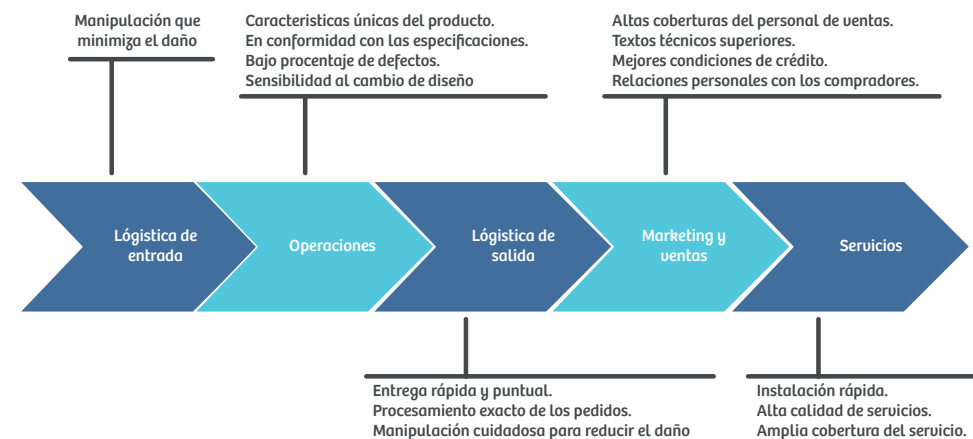 Manipulación que
minimiza el daño
Caracteristicas únicas del producto.
En conformidad con las especificaciones.
Bajo procentaje de defectos.
Sensibilidad al cambio de diseño
Altas coberturas del personal de ventas.
Textos técnicos superiores.
Mejores condiciones de crédito.
Relaciones personales con los compradores.
Lógistica de
entrada
Operaciones
Lógistica de
salida
Marketing y
ventas
Servicios
Entrega rápida y puntual.
Procesamiento exacto de los pedidos.
Manipulación cuidadosa para reducir el daño
Instalación rápida.
Alta calidad de servicios.
Amplia cobertura del servicio.